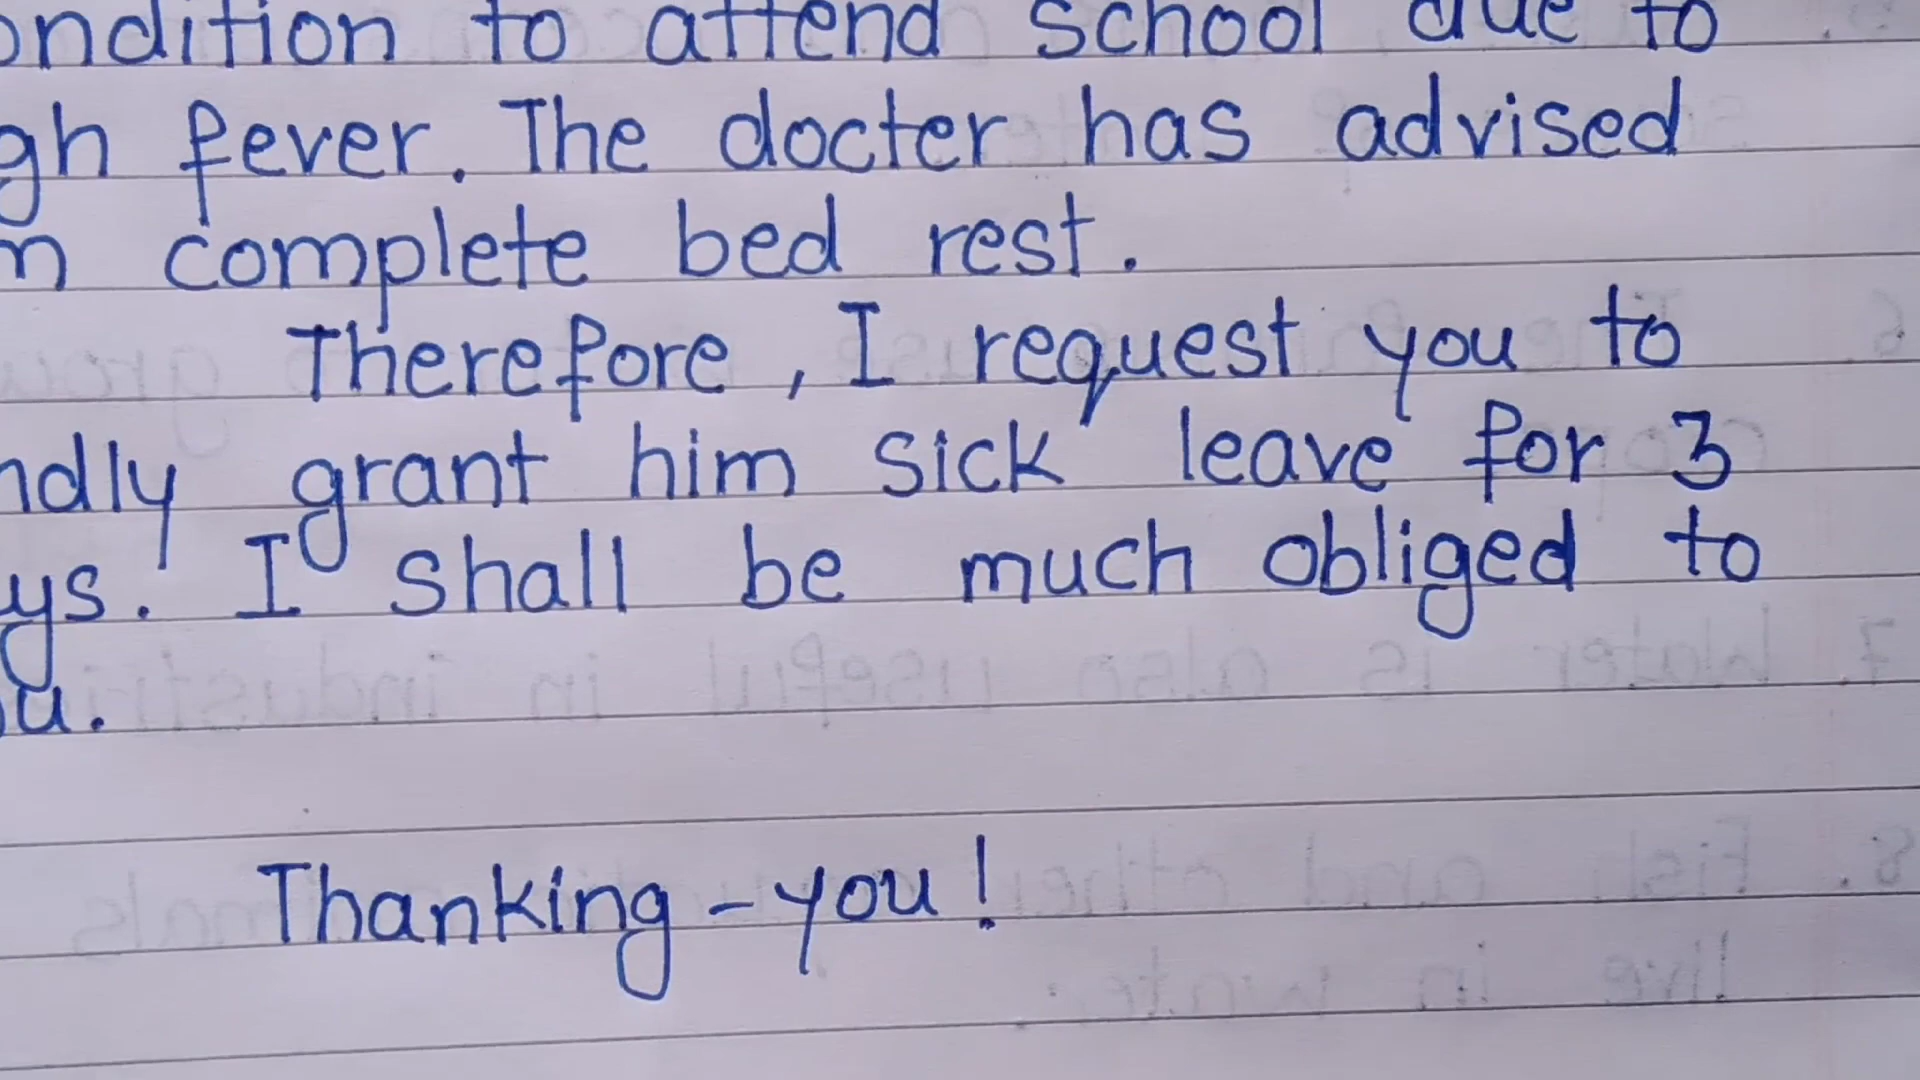 ondition to attend school due to
gh fever. The docter has advised
m complete bed rest.
Therefore, I request you to
ndly grant him sick leave for 3
ys. I shall be much obliged to
ou.
Thanking-you!